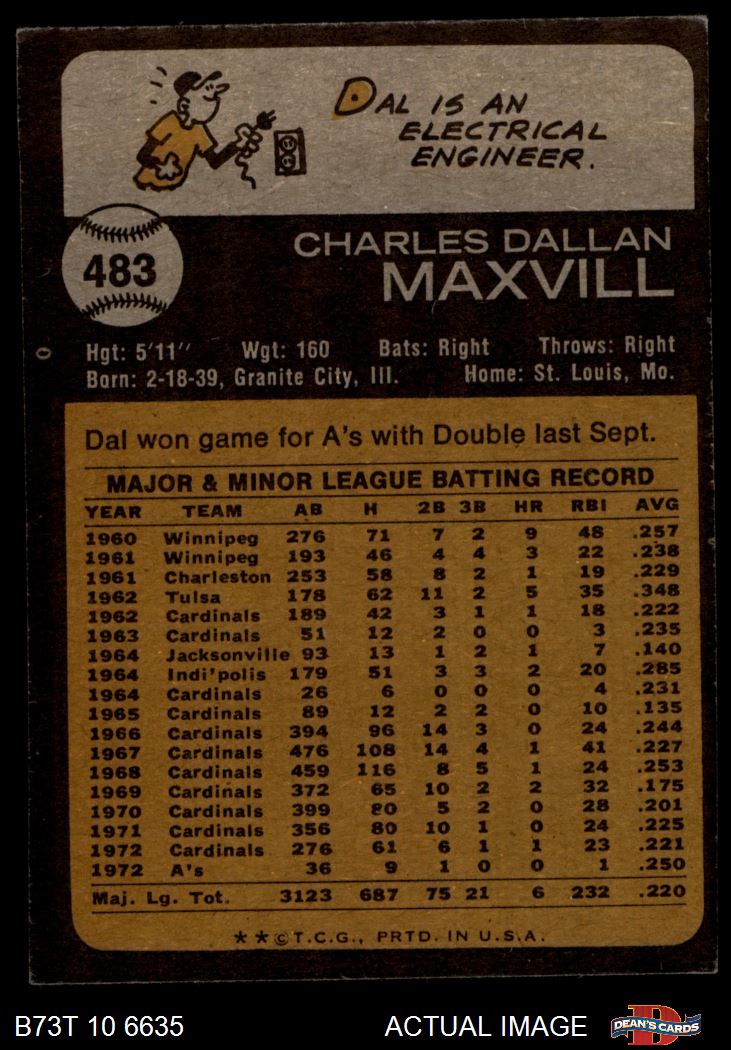 DAL IS AN
ELECTRICAL
ENGINEER.
483
CHARLES DALLAN
MAXVILL
Hgt: 5'11" Wgt: 160 Bats: Right Throws: Right
Born: 2-18-39, Granite City, Ill. Home: St. Louis, Mo.
Dal won game for A's with Double last Sept.
MAJOR & MINOR LEAGUE BATTING RECORD
YEAR TEAM AB H 2B 3B HR RBI AVG
1960 Winnipeg 276 71 7 2 9 48 .257
1961 Winnipeg 193 46 4 4 3 22 .238
1961 Charleston 253 58 8 2 1 19 .229
1962 Tulsa 178 62 11 2 5 35 .348
1962 Cardinals 189 42 3 1 1 18 .222
1963 Cardinals 51 12 2 0 0 3 .235
1964 Jacksonville 93 13 1 2 1 7 .140
1964 Indi'polis 179 51 3 3 2 20 .285
1964 Cardinals 26 6 0 0 0 4 .231
1965 Cardinals 89 12 2 2 0 10 .135
1966 Cardinals 394 96 14 3 0 24 .244
1967 Cardinals 476 108 14 4 1 41 .227
1968 Cardinals 459 116 8 5 1 24 .253
1969 Cardinals 372 65 10 2 2 32 .175
1970 Cardinals 399 80 5 2 0 28 .201
1971 Cardinals 356 80 10 1 0 24 .225
1972 Cardinals 276 61 6 1 1 23 .221
1972 A's 36 9 1 0 0 1 .250
Maj. Lg. Tot. 3123 687 75 21 6 232 .220
**© T.C.G., PRTD. IN U.S.A.
B73T 10 6635 ACTUAL IMAGE DEAN'S CARDS